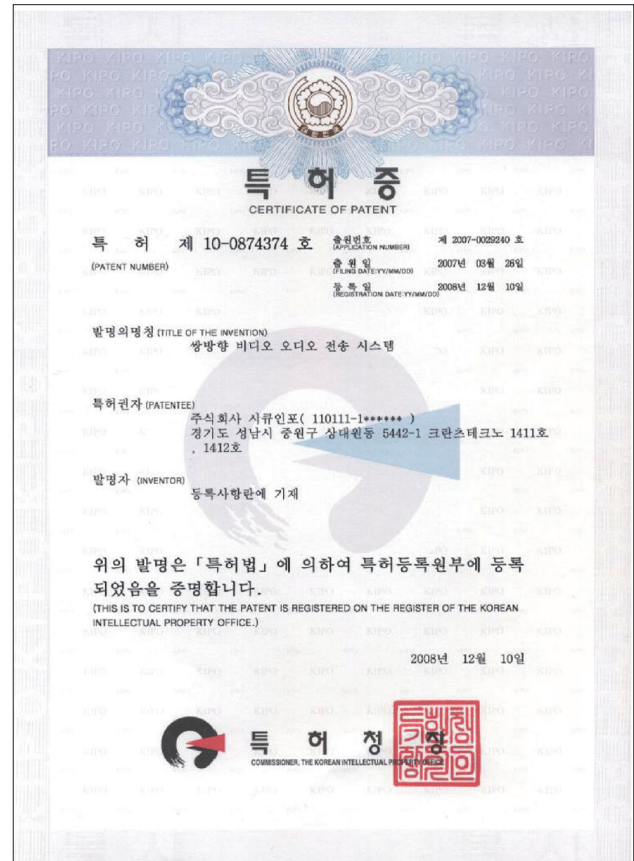 특허증
CERTIFICATE OF PATENT
특 허 제 10-0874374 호
(PATENT NUMBER)
출원번호 제 2007-0029240 호
(APPLICATION NUMBER)
출원일 2007년 03월 26일
(FILING DATE:YY/MM/DD)
등록일 2008년 12월 10일
(REGISTRATION DATE:YY/MM/DD)
발명의명칭 (TITLE OF THE INVENTION)
쌍방향 비디오 오디오 전송 시스템
특허권자 (PATENTEE)
주식회사 시큐인포( 110111-1****** )
경기도 성남시 중원구 상대원동 5442-1 크란츠테크노 1411호
, 1412호
발명자 (INVENTOR)
등록사항란에 기재
위의 발명은 「특허법」에 의하여 특허등록원부에 등록
되었음을 증명합니다.
(THIS IS TO CERTIFY THAT THE PATENT IS REGISTERED ON THE REGISTER OF THE KOREAN
INTELLECTUAL PROPERTY OFFICE.)
2008년 12월 10일
특허청장
COMMISSIONER, THE KOREAN INTELLECTUAL PROPERTY OFFICE